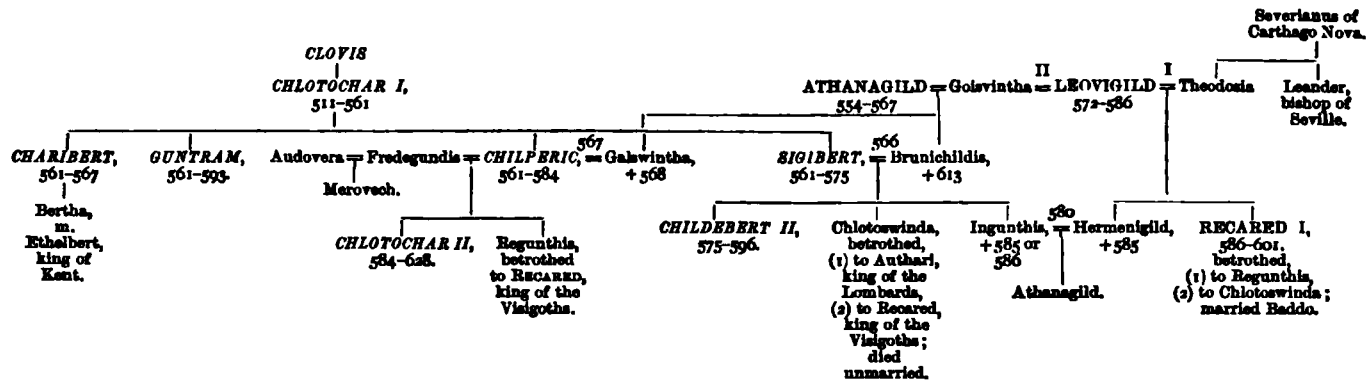 Severianus of
Carthago Nova.
CLOVIS
CHLOTOCHAR I,
511–561
ATHANAGILD = Goisvintha = II LEOVIGILD = I Theodosia
554–567
572–586
Leander,
bishop of
Seville.
CHARIBERT,
561–567
GUNTRAM,
561–593.
Audovera = Fredegundis = CHILPERIC, = 567 Galswintha,
561–584
+568
Merovech.
SIGIBERT, = 566 Brunichildis,
561–575
+613
Bertha,
m.
Ethelbert,
king of
Kent.
CHLOTOCHAR II,
584–628.
Regunthis,
betrothed
to RECARED,
king of the
Visigoths.
CHILDEBERT II,
575–596.
Chlotoswinda,
betrothed,
(1) to Authari,
king of the
Lombards,
(2) to Recared,
king of the
Visigoths;
died
unmarried.
Ingunthis, = 580 Hermenigild,
+585 or
586
+585
Athanagild.
RECARED I,
586–601.
betrothed,
(1) to Regunthis,
(2) to Chlotoswinda;
married Baddo.